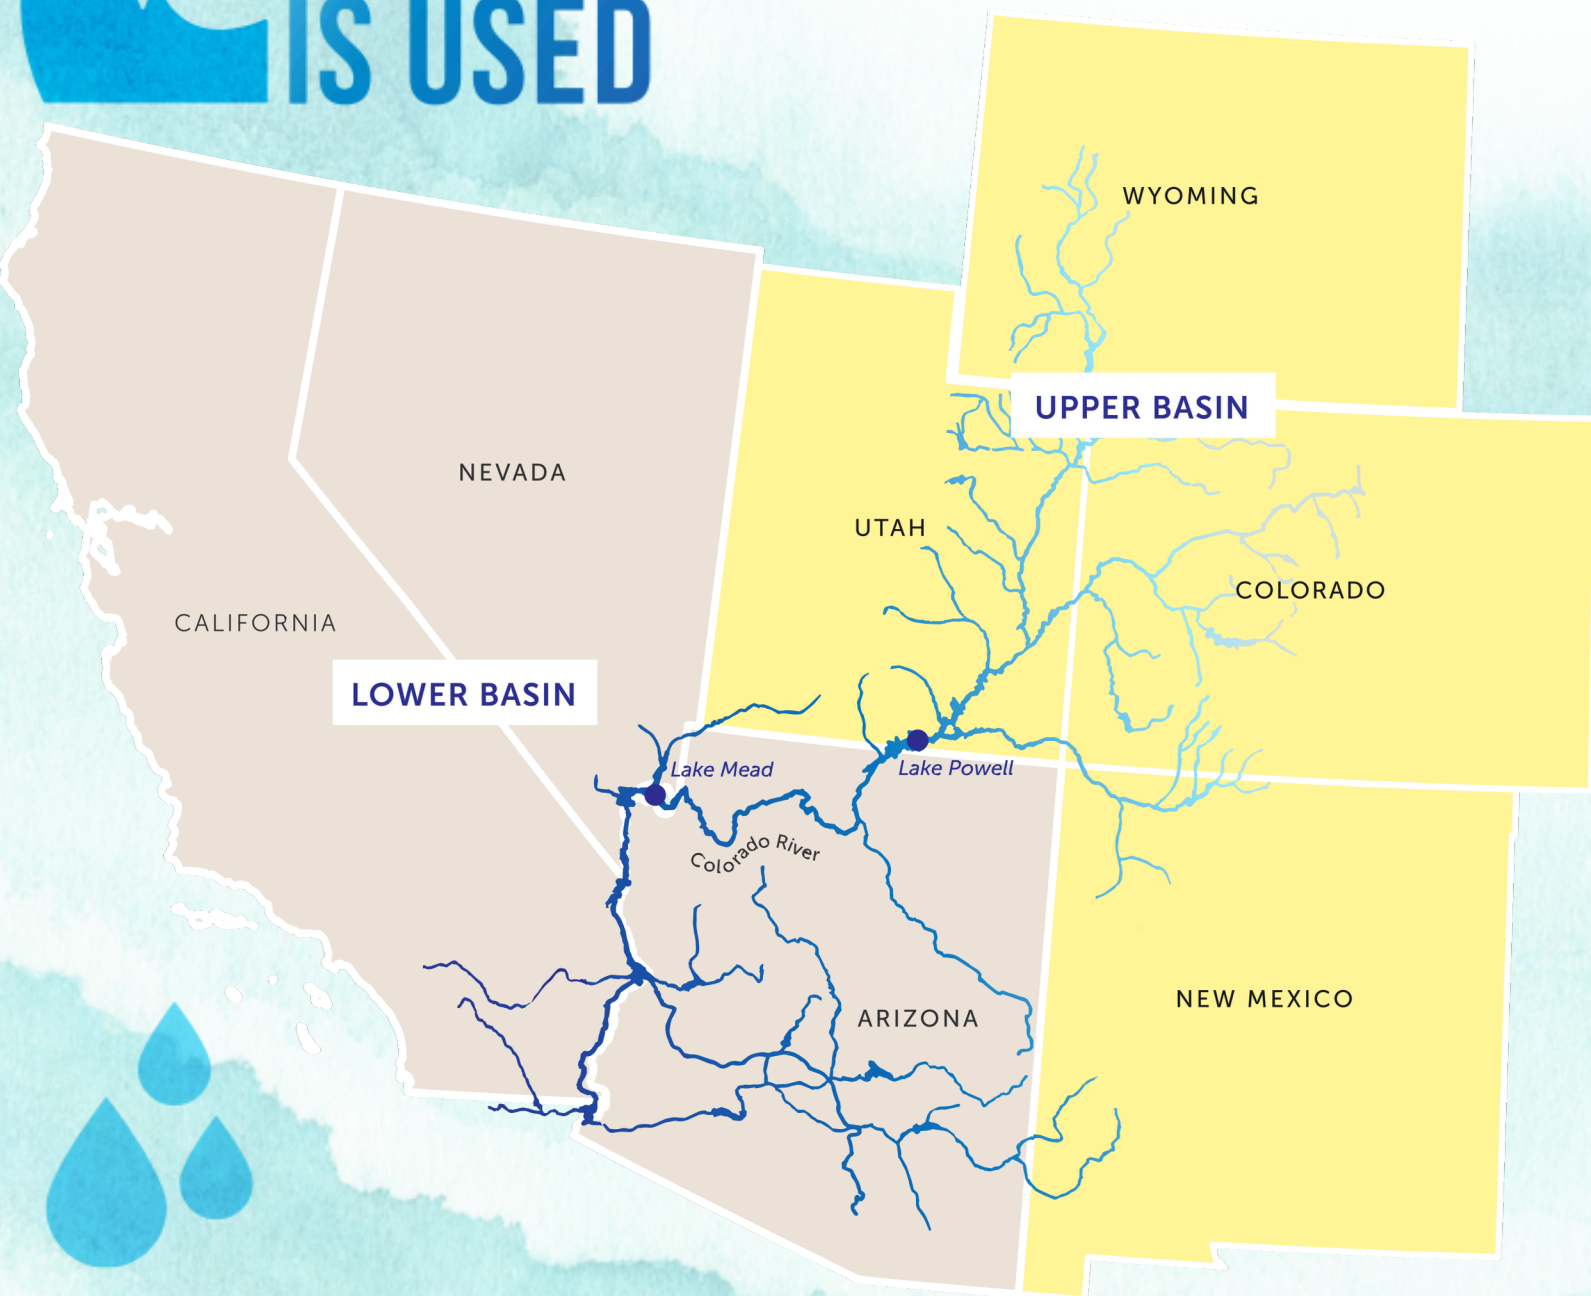 IS USED
WYOMING
UPPER BASIN
NEVADA
UTAH
COLORADO
CALIFORNIA
LOWER BASIN
Lake Mead
Lake Powell
Colorado River
NEW MEXICO
ARIZONA